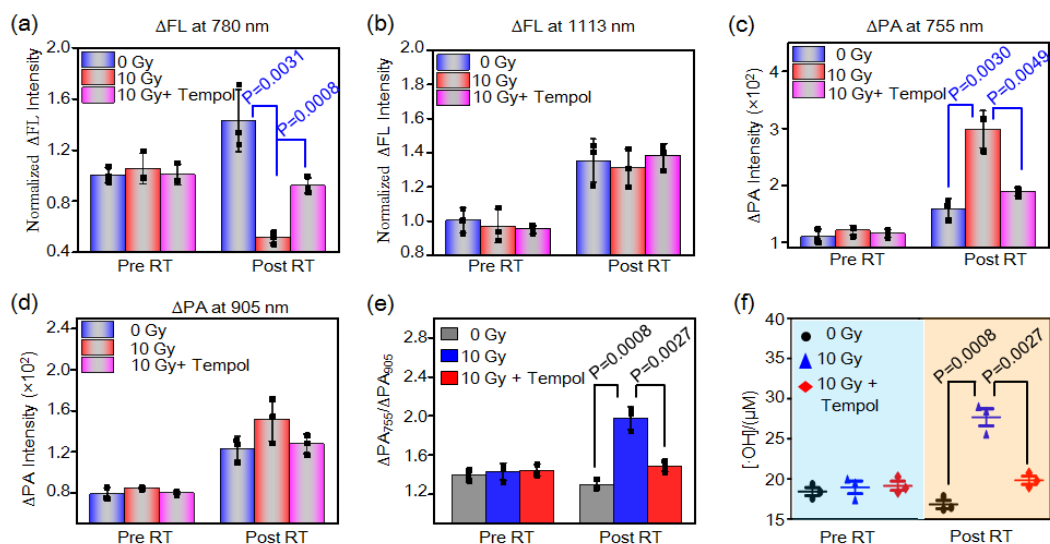 (a)
ΔFL at 780 nm
Normalized ΔFL Intensity
2.0
1.6
1.2
0.8
0.4
0 Gy
10 Gy
10 Gy+ Tempol
P=0.0031
P=0.0008
Pre RT
Post RT
(b)
ΔFL at 1113 nm
Normalized ΔFL Intensity
2.0
1.8
1.6
1.4
1.2
1.0
0.8
0 Gy
10 Gy
10 Gy+ Tempol
Pre RT
Post RT
(c)
ΔPA at 755 nm
ΔPA Intensity (×10²)
4
3
2
1
0 Gy
10 Gy
10 Gy+ Tempol
P=0.0030
P=0.0049
Pre RT
Post RT
(d)
ΔPA at 905 nm
ΔPA Intensity (×10²)
2.4
2.0
1.6
1.2
0.8
0 Gy
10 Gy
10 Gy+ Tempol
Pre RT
Post RT
(e)
ΔPA₇₅₅/ΔPA₉₀₅
2.8
2.4
2.0
1.6
1.2
0 Gy
10 Gy
10 Gy + Tempol
P=0.0008
P=0.0027
Pre RT
Post RT
(f)
[·OH]/(μM)
40
35
30
25
20
15
0 Gy
10 Gy
10 Gy +
Tempol
P=0.0008
P=0.0027
Pre RT
Post RT